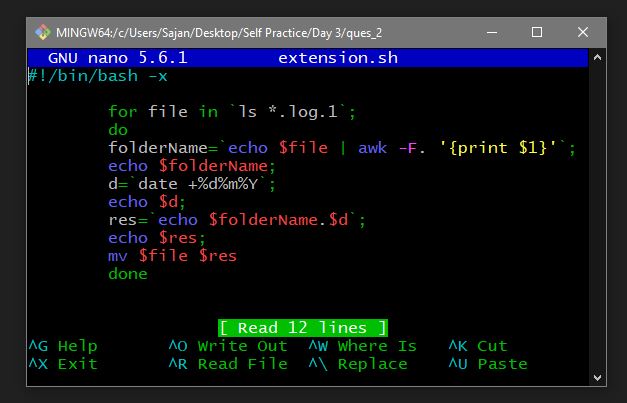 MINGW64:/c/Users/Sajan/Desktop/Self Practice/Day 3/ques_2
GNU nano 5.6.1 extension.sh
#!/bin/bash -x
for file in `ls *.log.1`;
do
folderName=`echo $file | awk -F. '{print $1}'`;
echo $folderName;
d=`date +%d%m%Y`;
echo $d;
res=`echo $folderName.$d`;
echo $res;
mv $file $res
done
[ Read 12 lines ]
^G Help ^O Write Out ^W Where Is ^K Cut
^X Exit ^R Read File ^\ Replace ^U Paste